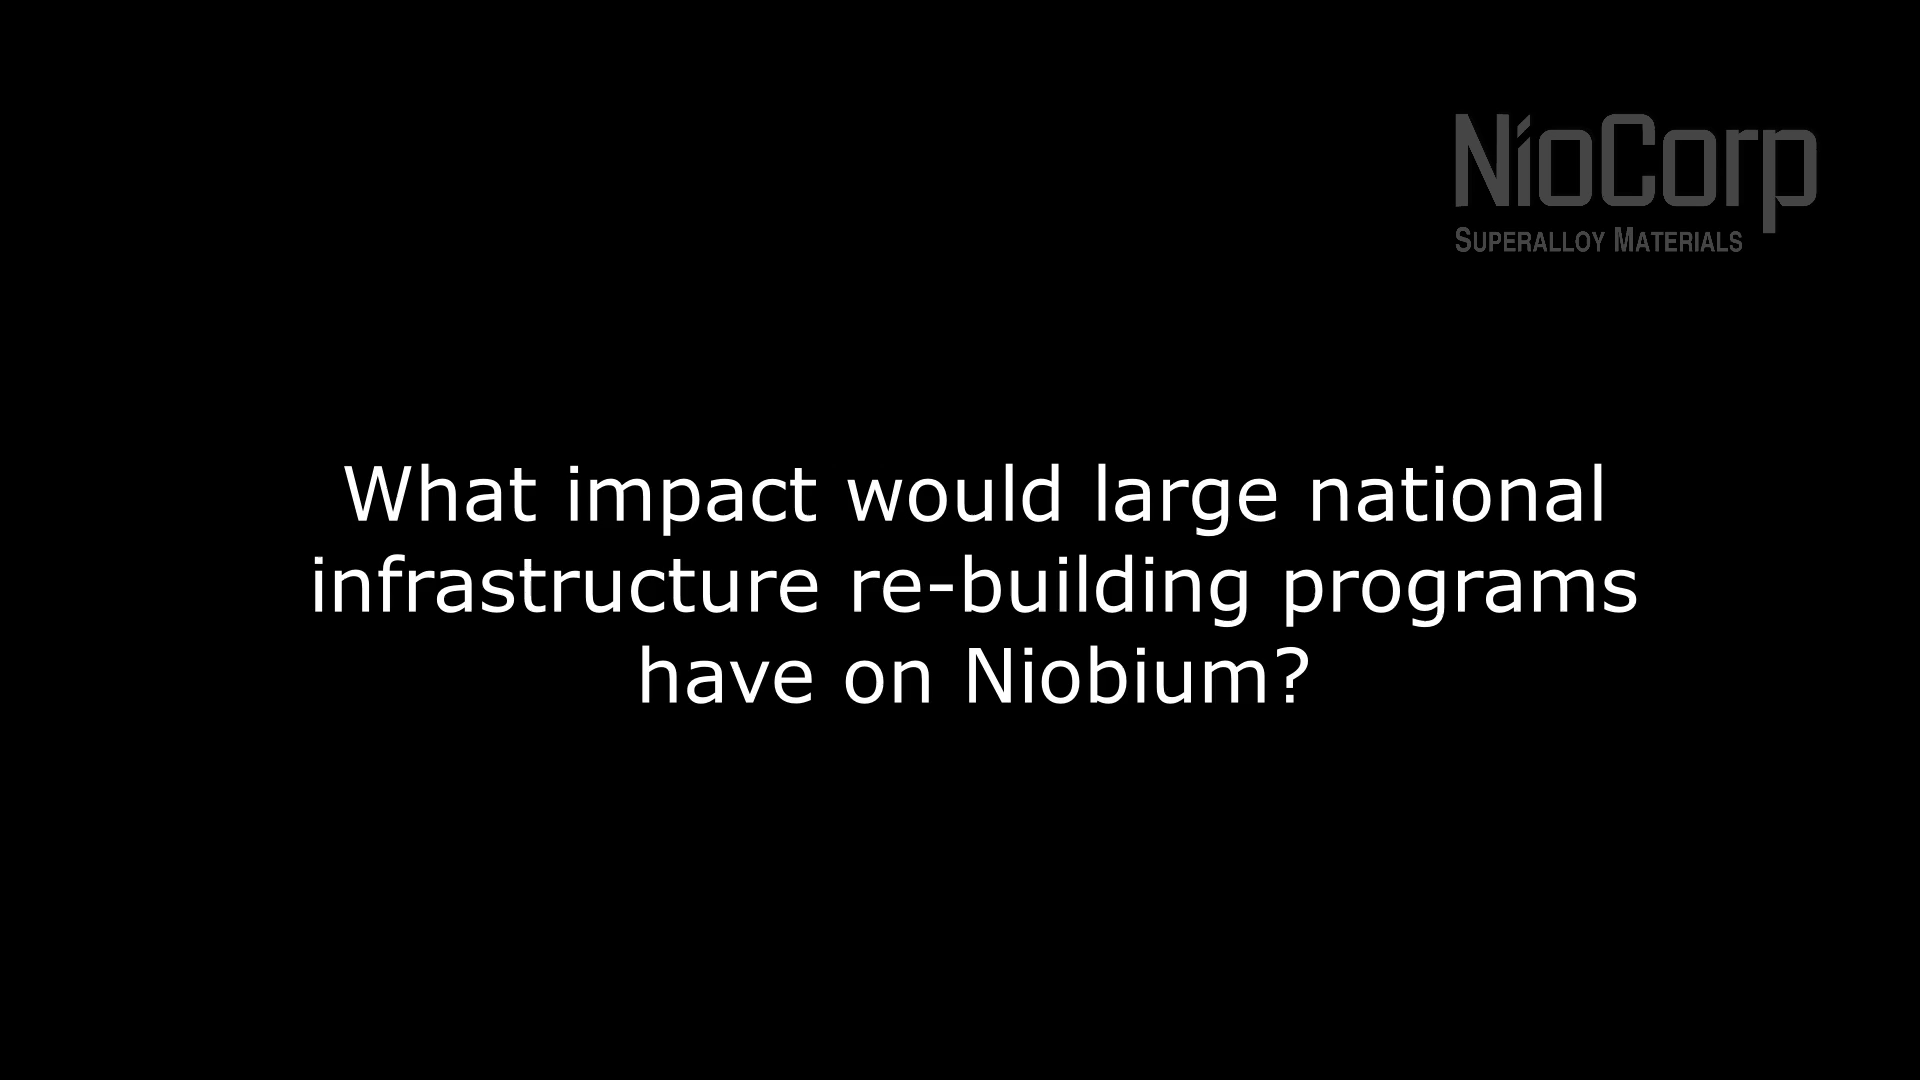 NioCorp
Superalloy Materials
What impact would large national
infrastructure re-building programs
have on Niobium?